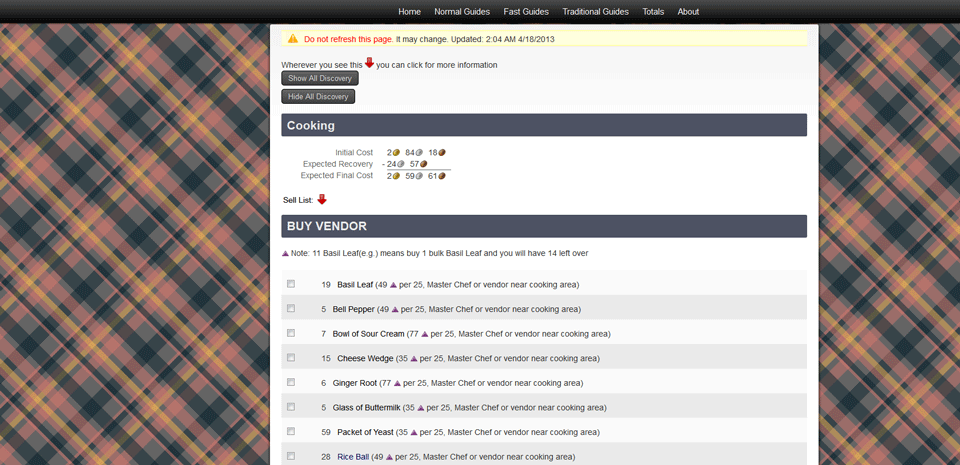 Home Normal Guides Fast Guides Traditional Guides Totals About
Do not refresh this page. It may change. Updated: 2:04 AM 4/18/2013
Wherever you see this you can click for more information
Show All Discovery
Hide All Discovery
Cooking
Initial Cost 2 84 18
Expected Recovery - 24 57
Expected Final Cost 2 59 61
Sell List:
BUY VENDOR
Note: 11 Basil Leaf(e.g.) means buy 1 bulk Basil Leaf and you will have 14 left over
19 Basil Leaf (49 per 25, Master Chef or vendor near cooking area)
5 Bell Pepper (49 per 25, Master Chef or vendor near cooking area)
7 Bowl of Sour Cream (77 per 25, Master Chef or vendor near cooking area)
15 Cheese Wedge (35 per 25, Master Chef or vendor near cooking area)
6 Ginger Root (77 per 25, Master Chef or vendor near cooking area)
5 Glass of Buttermilk (35 per 25, Master Chef or vendor near cooking area)
59 Packet of Yeast (35 per 25, Master Chef or vendor near cooking area)
28 Rice Ball (49 per 25, Master Chef or vendor near cooking area)